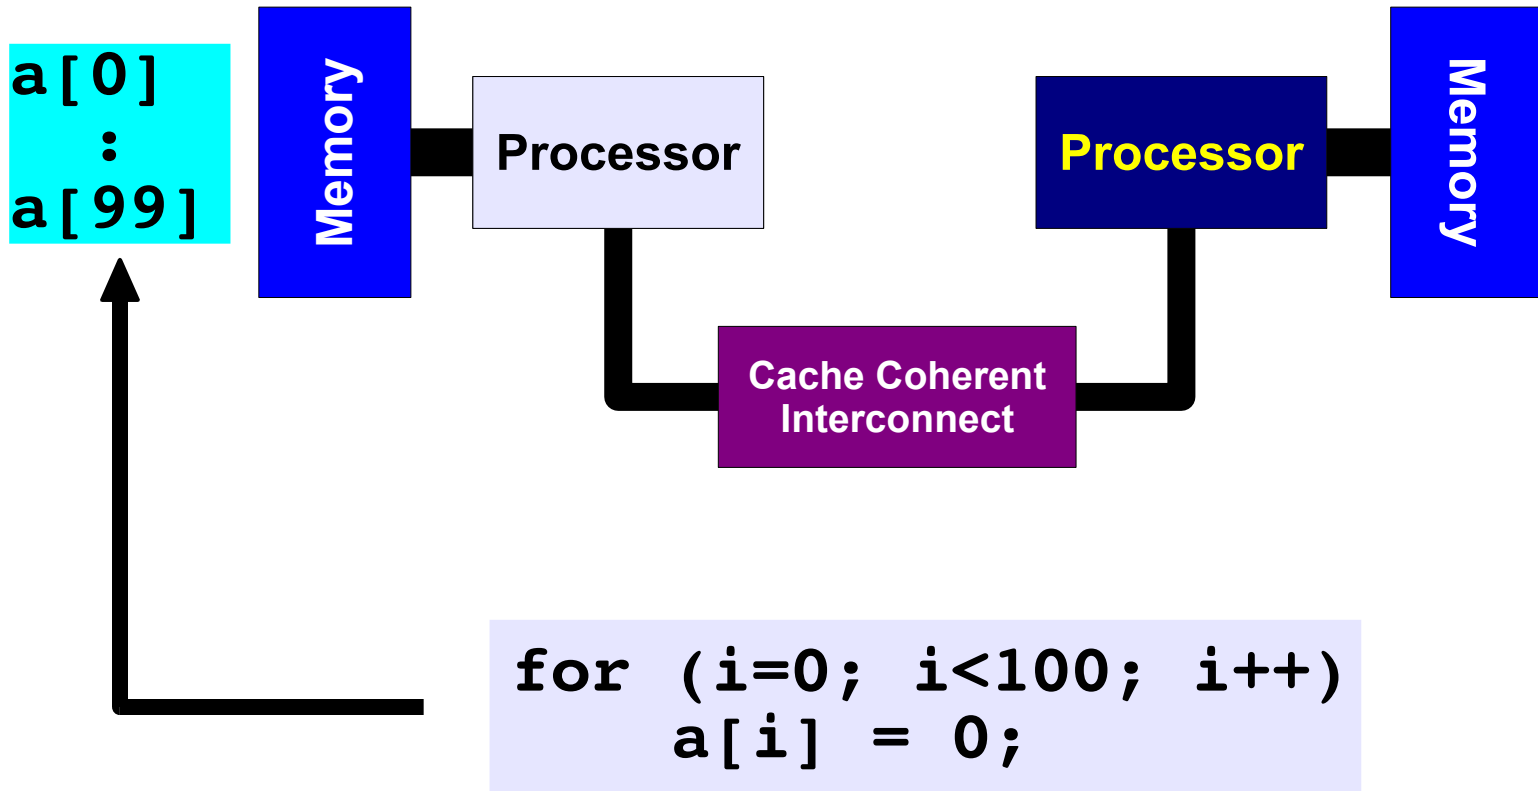 a[0]
:
a[99]
Memory
Processor
Processor
Memory
Cache Coherent
Interconnect
for (i=0; i<100; i++)
a[i] = 0;